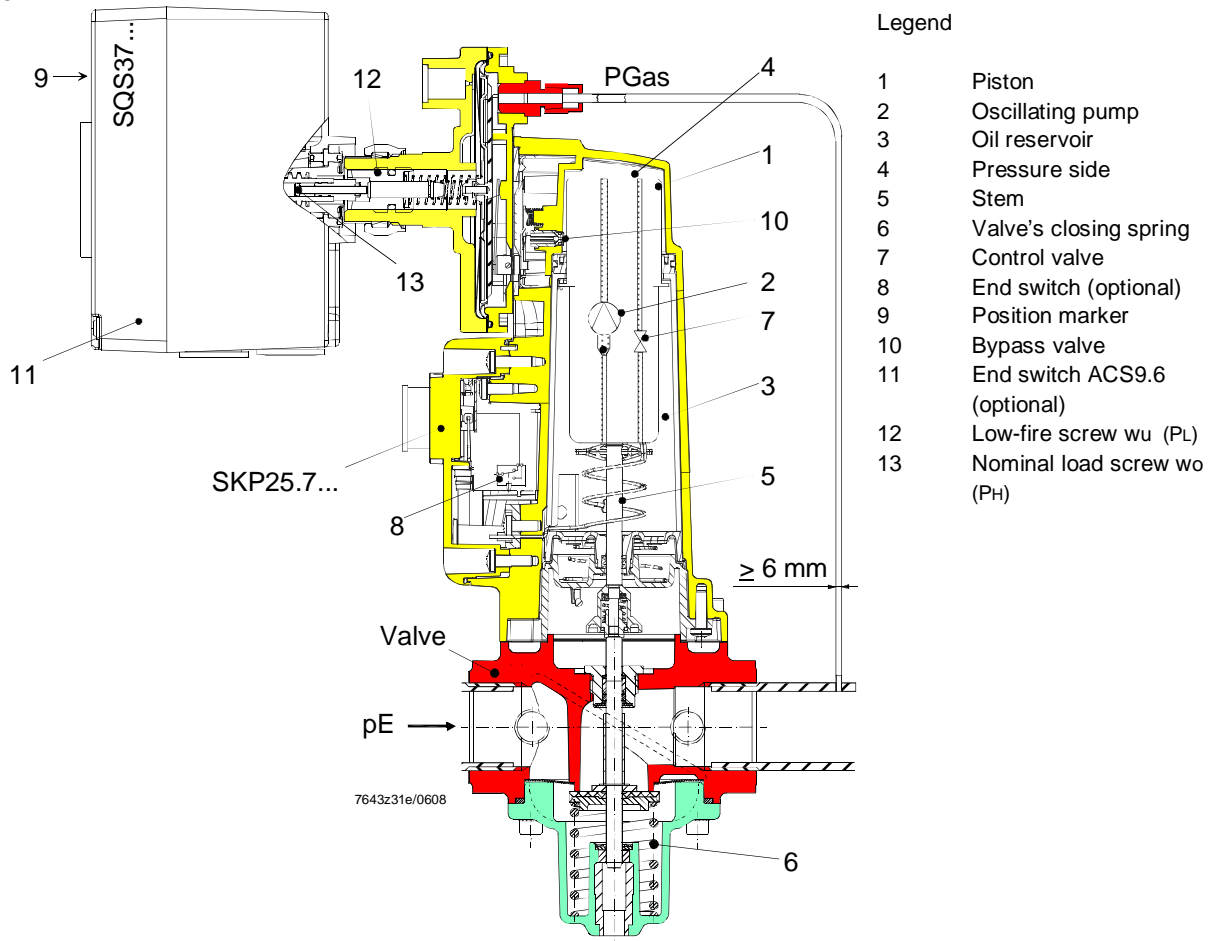 Legend
SQS37...
9
12
PGas
4
1
10
2
7
13
11
3
SKP25.7...
8
5
≥ 6 mm
Valve
pE
7643z31e/0608
6
1 Piston
2 Oscillating pump
3 Oil reservoir
4 Pressure side
5 Stem
6 Valve's closing spring
7 Control valve
8 End switch (optional)
9 Position marker
10 Bypass valve
11 End switch ACS9.6
(optional)
12 Low-fire screw wu (PL)
13 Nominal load screw wo
(PH)